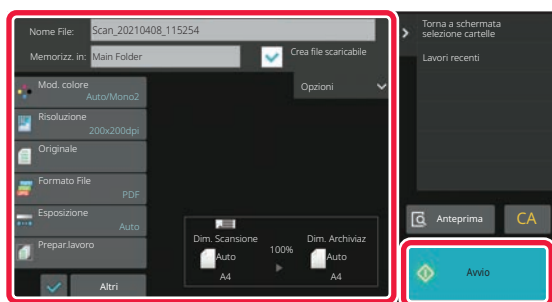 Nome File:
Scan_20210408_115254
Memorizz. in:
Main Folder
Crea file scaricabile
Opzioni
Mod. colore
Auto/Mono2
Risoluzione
200x200dpi
Originale
Formato File
PDF
Esposizione
Auto
Prepar.lavoro
Altri
Dim. Scansione
Auto
A4
100%
Dim. Archiviaz
Auto
A4
Torna a schermata
selezione cartelle
Lavori recenti
Anteprima
CA
Avvio